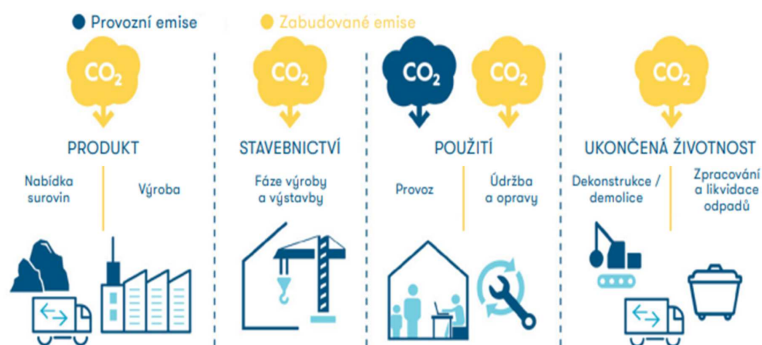 Provozní emise
Zabudované emise
CO2
PRODUKT
Nabídka
surovin
Výroba
CO2
STAVEBNICTVÍ
Fáze výroby
a výstavby
CO2
CO2
POUŽITÍ
Provoz
Údržba
a opravy
CO2
UKONČENÁ ŽIVOTNOST
Dekonstrukce /
demolice
Zpracování
a likvidace
odpadů